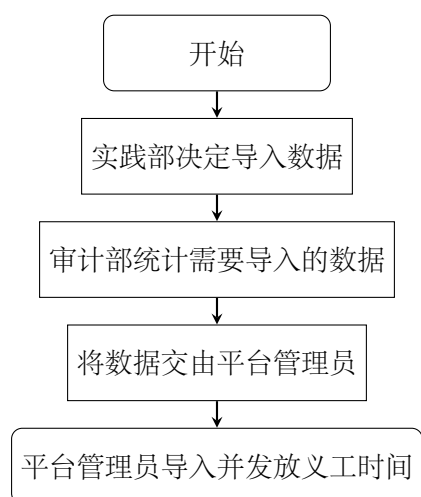 开始
实践部决定导入数据
审计部统计需要导入的数据
将数据交由平台管理员
平台管理员导入并发放义工时间